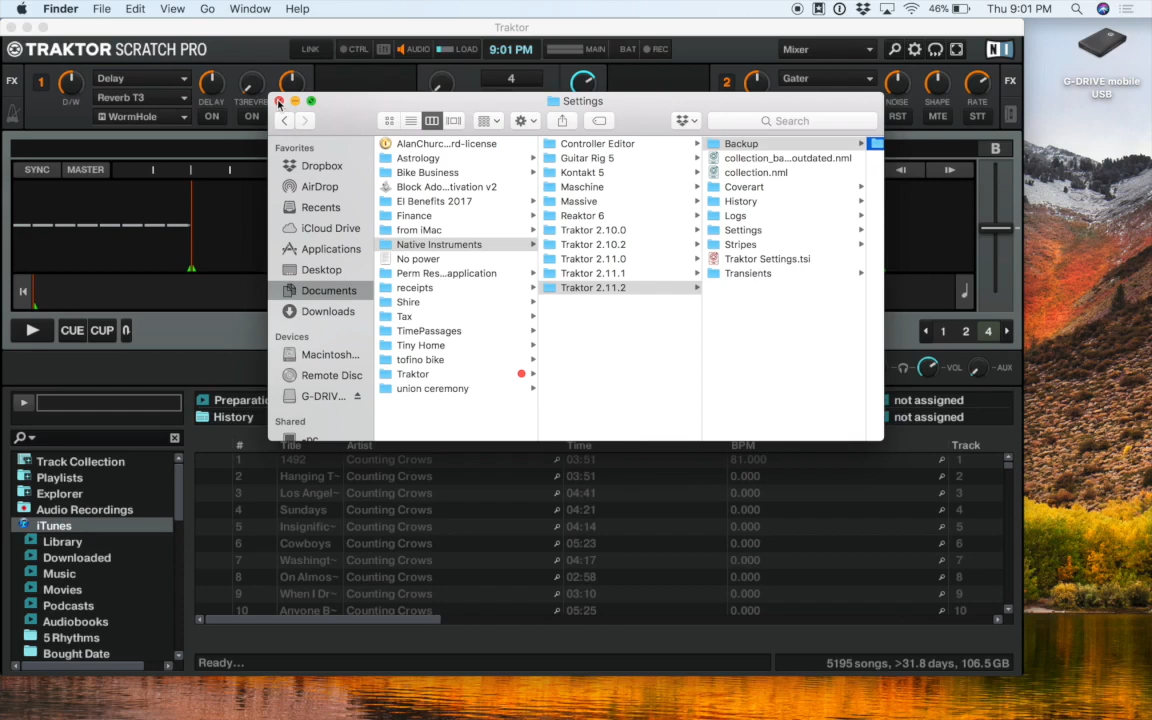 Finder File Edit View Go Window Help 46% Thu 9:01 PM
Traktor
TRAKTOR SCRATCH PRO LINK CTRL AUDIO LOAD 9:01 PM MAIN BAT REC Mixer NI
FX 1 D/W Delay DELAY T3REVRB 4 2 Gater NOISE SHAPE RATE FX
Reverb T3
WormHole ON ON RST MTE STT
G-DRIVE mobile
USB
Settings
Search
SYNC MASTER B
Favorites
Dropbox
AirDrop
Recents
iCloud Drive
Applications
Desktop
Documents
Downloads
Devices
Macintosh...
Remote Disc
G-DRIV...
Shared
AlanChurc...rd-license
Astrology
Bike Business
Block Ado...tivation v2
EI Benefits 2017
Finance
from iMac
Native Instruments
No power
Perm Res...application
receipts
Shire
Tax
TimePassages
Tiny Home
tofino bike
Traktor
union ceremony
Controller Editor
Guitar Rig 5
Kontakt 5
Maschine
Massive
Reaktor 6
Traktor 2.10.0
Traktor 2.10.2
Traktor 2.11.0
Traktor 2.11.1
Traktor 2.11.2
Backup
collection_ba...outdated.nml
collection.nml
Coverart
History
Logs
Settings
Stripes
Traktor Settings.tsi
Transients
CUE CUP 1 2 4
VOL AUX
Preparatio
History
not assigned
not assigned
Track Collection
Playlists
Explorer
Audio Recordings
iTunes
Library
Downloaded
Music
Movies
Podcasts
Audiobooks
5 Rhythms
Bought Date
# Title Artist Time BPM Track
1 1492 Counting Crows 03:51 81.000 1
2 Hanging T~ Counting Crows 03:51 0.000 2
3 Los Angel~ Counting Crows 04:41 0.000 3
4 Sundays Counting Crows 04:21 0.000 4
5 Insignific~ Counting Crows 04:14 0.000 5
6 Cowboys Counting Crows 05:23 0.000 6
7 Washingt~ Counting Crows 04:17 0.000 7
8 On Almos~ Counting Crows 02:58 0.000 8
9 When I Dr~ Counting Crows 03:10 0.000 9
10 Anyone B~ Counting Crows 05:25 0.000 10
Ready... 5195 songs, >31.8 days, 106.5 GB